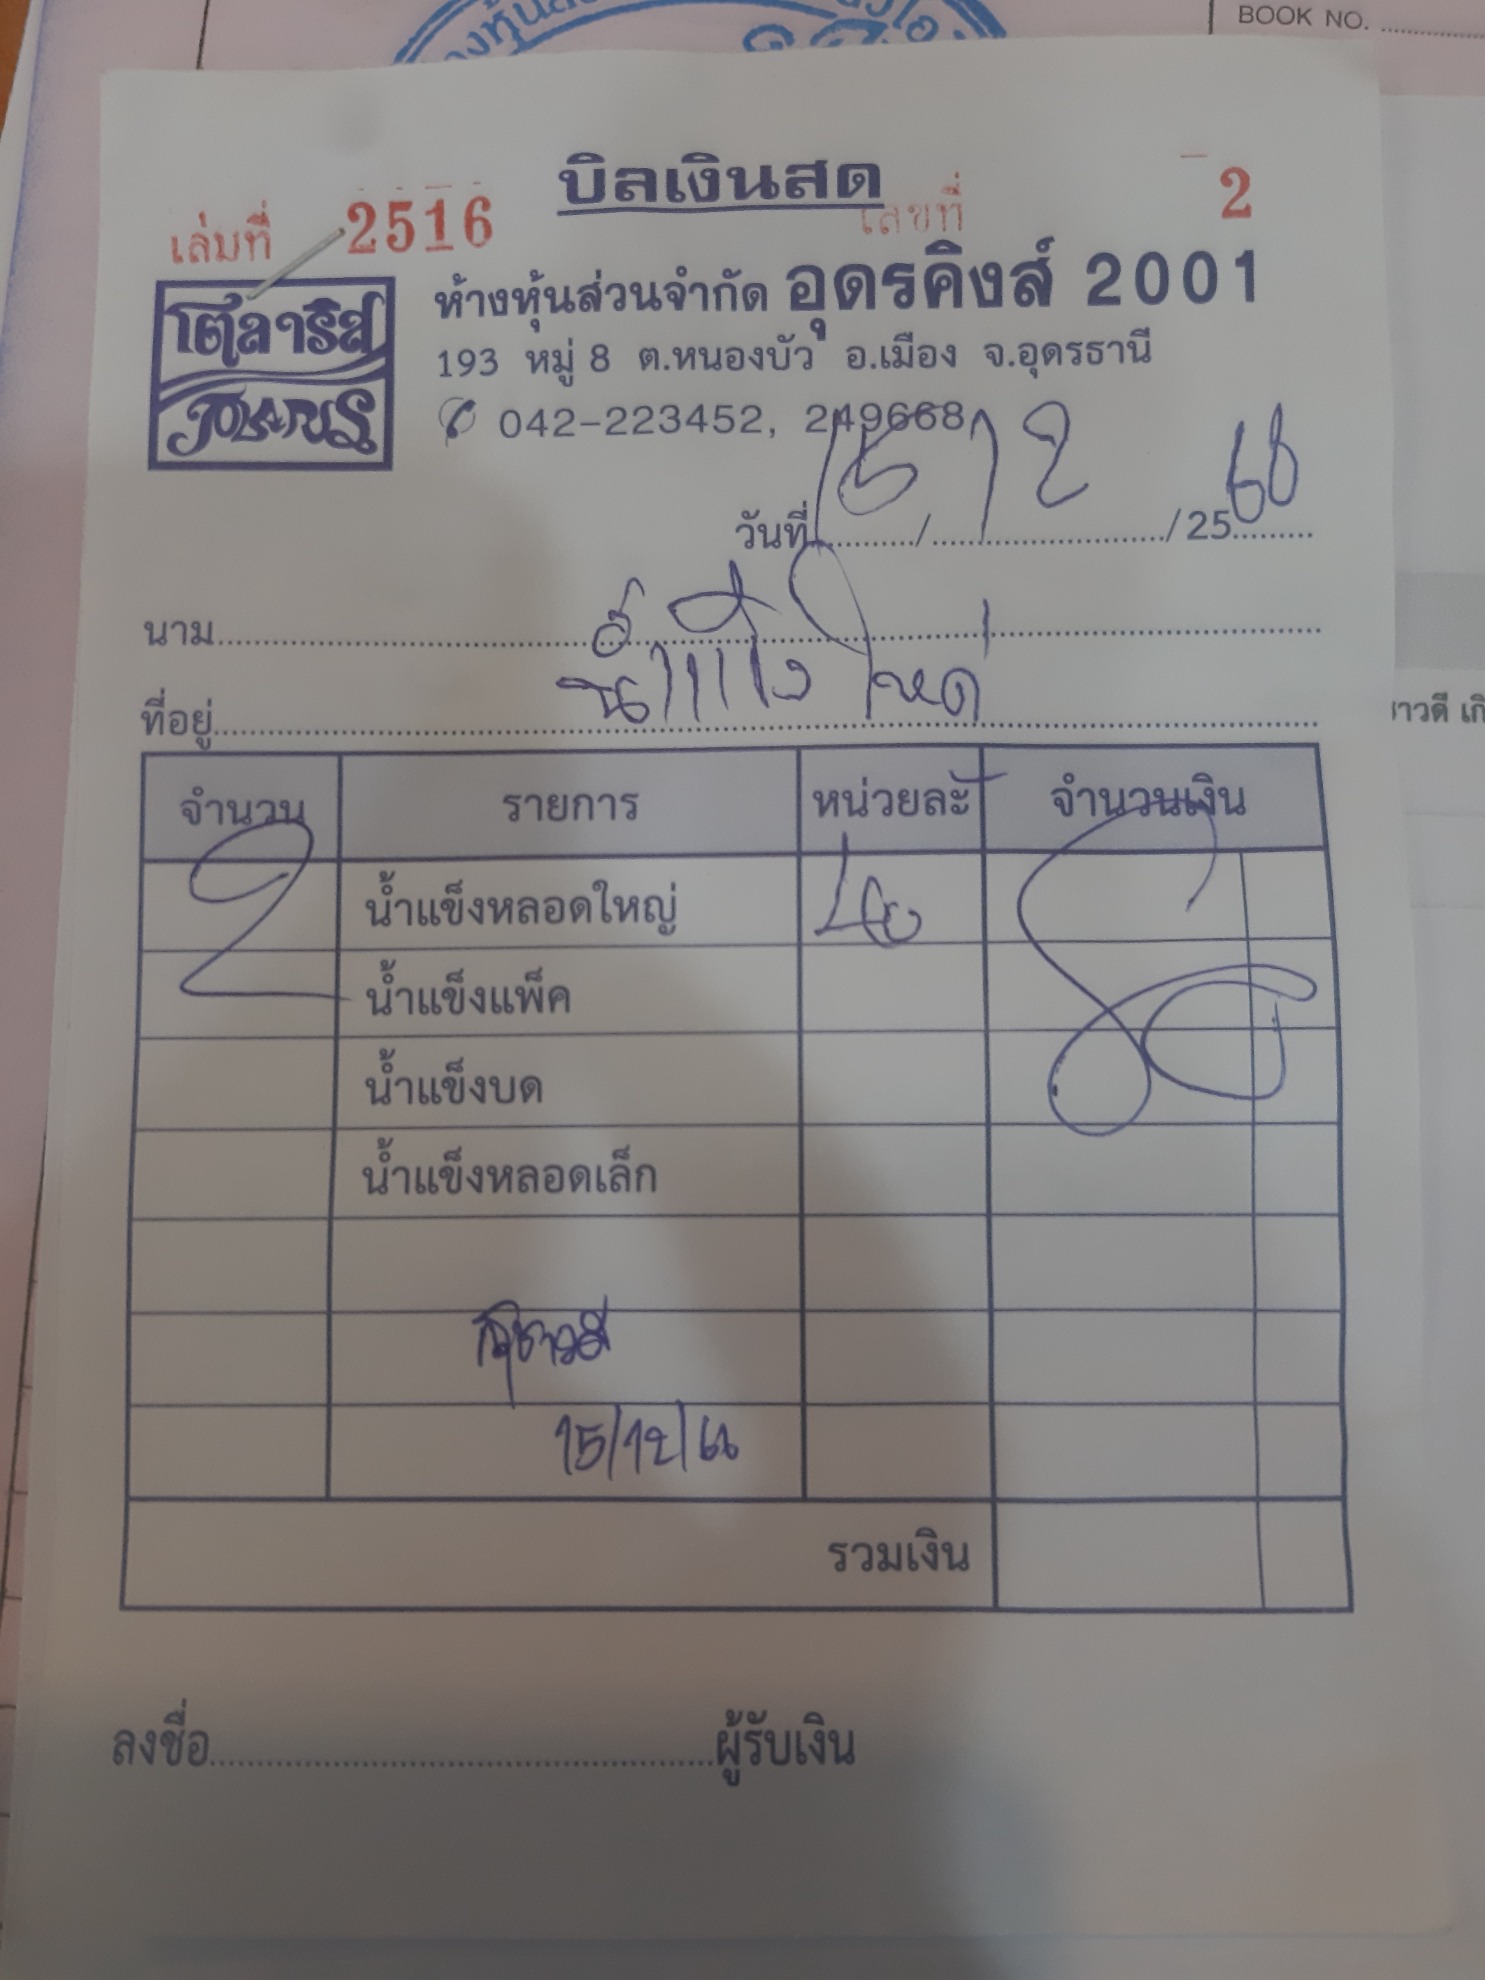 BOOK NO.
บิลเงินสด
เล่มที่ 2516 เลขที่ 2
โต๋ลาริส
ห้างหุ้นส่วนจำกัด อุดรคิงส์ 2001
193 หมู่ 8 ต.หนองบัว อ.เมือง จ.อุดรธานี
042-223452, 249668
วันที่ 15 / 12 / 2568
นาม
น้ำแข็งใหญ่
ที่อยู่
จำนวน รายการ หน่วยละ จำนวนเงิน
2 น้ำแข็งหลอดใหญ่ 40 80
น้ำแข็งแพ็ค
น้ำแข็งบด
น้ำแข็งหลอดเล็ก
15/12/68
รวมเงิน
ลงชื่อ ผู้รับเงิน